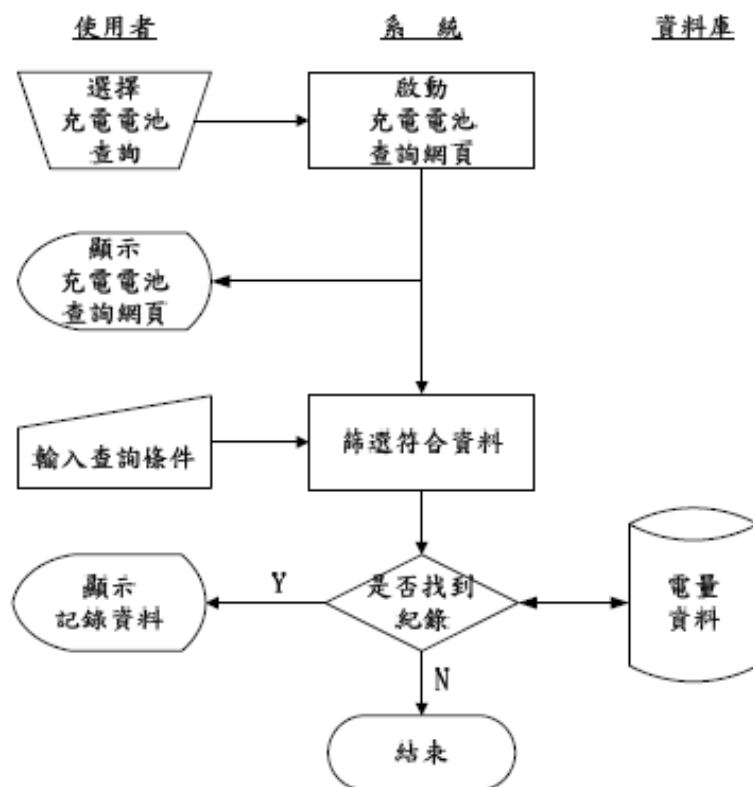 使用者
系 統
資料庫
選擇
充電電池
查詢
啟動
充電電池
查詢網頁
顯示
充電電池
查詢網頁
輸入查詢條件
篩選符合資料
顯示
記錄資料
Y
是否找到
紀錄
電量
資料
N
結束